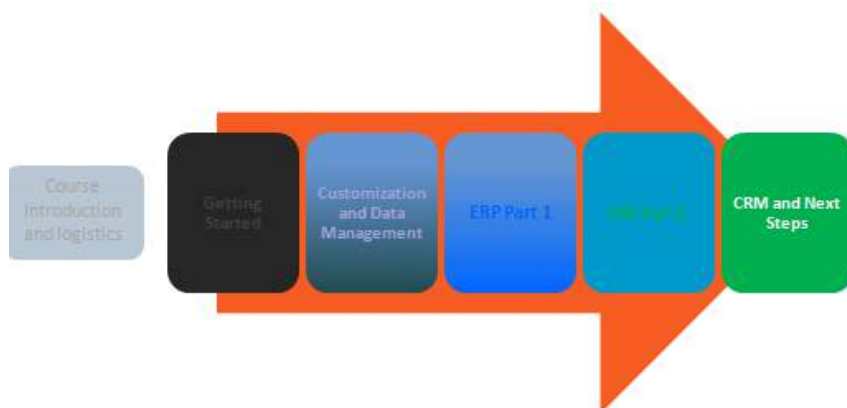 Course
Introduction
and logistics
Getting
Started
Customization
and Data
Management
ERP Part 1
CRM and Next
Steps